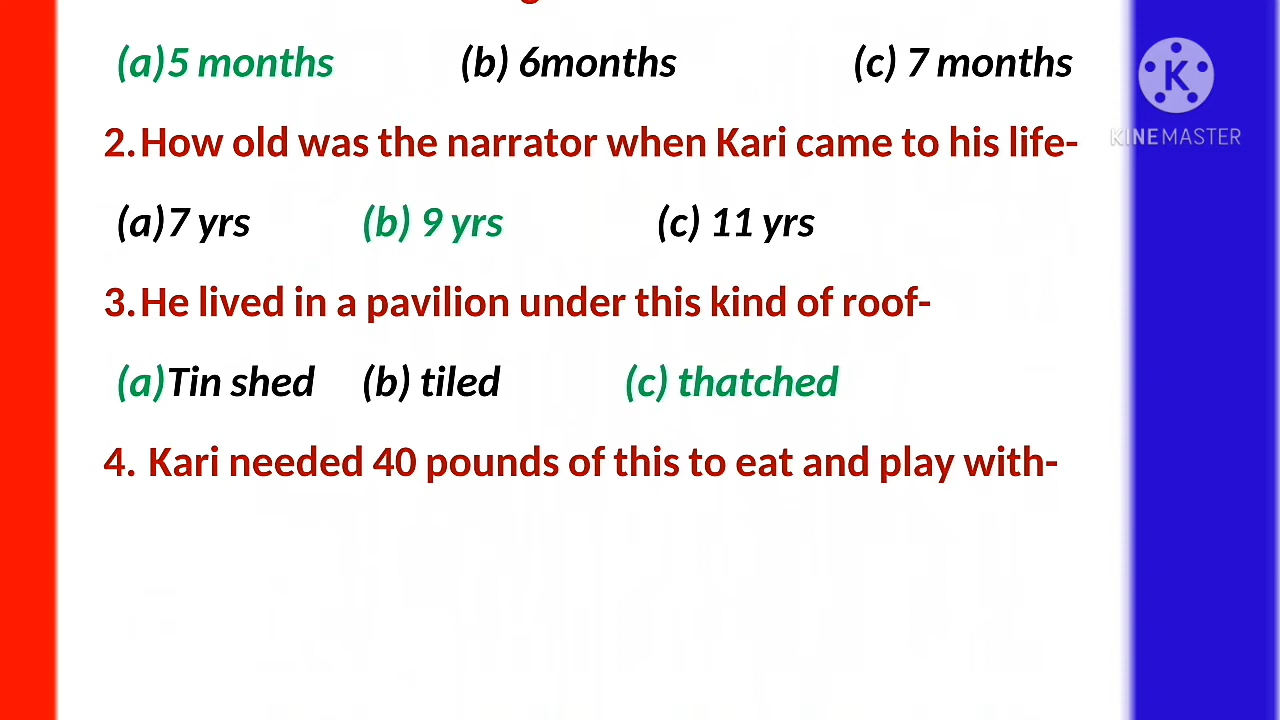 (a)5 months (b) 6months (c) 7 months
K
KINEMASTER
2.How old was the narrator when Kari came to his life-
(a)7 yrs (b) 9 yrs (c) 11 yrs
3.He lived in a pavilion under this kind of roof-
(a)Tin shed (b) tiled (c) thatched
4. Kari needed 40 pounds of this to eat and play with-